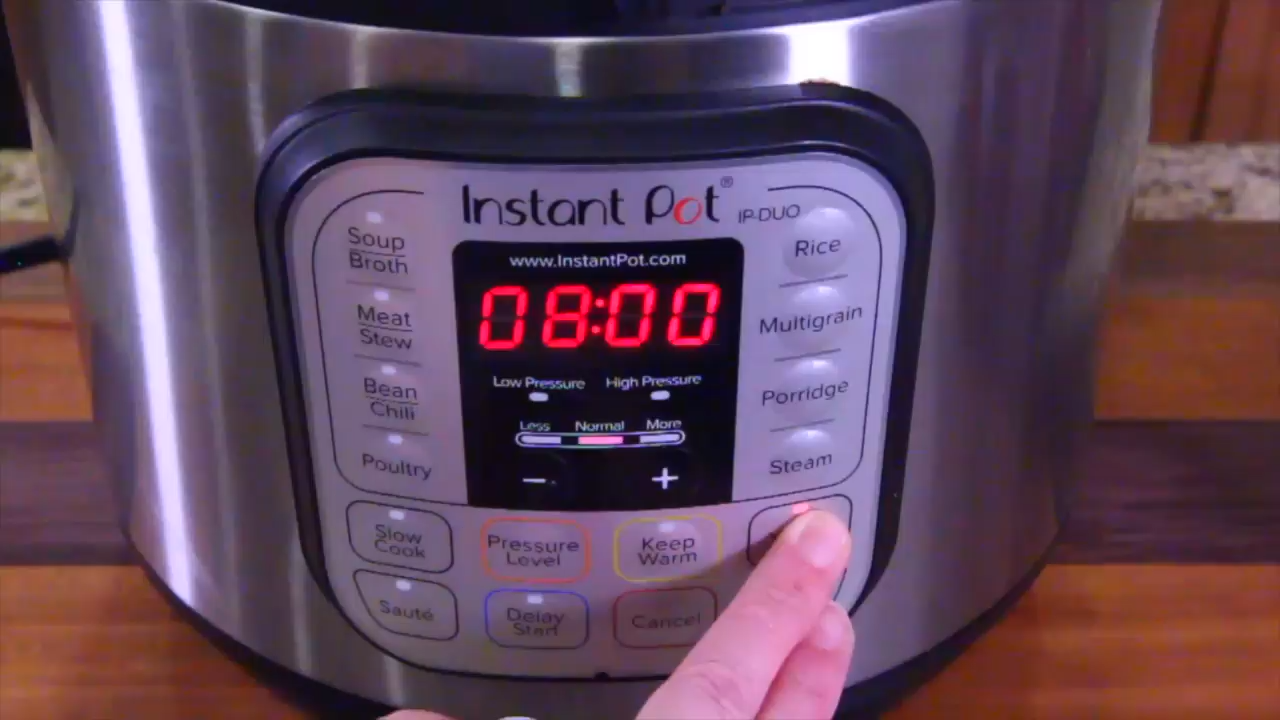 Instant Pot®
IP-DUO
www.InstantPot.com
08:00
Low Pressure
High Pressure
Less
Normal
More
−
+
Soup
Broth
Meat
Stew
Bean
Chili
Poultry
Rice
Multigrain
Porridge
Steam
Slow
Cook
Pressure
Level
Keep
Warm
Sauté
Delay
Start
Cancel